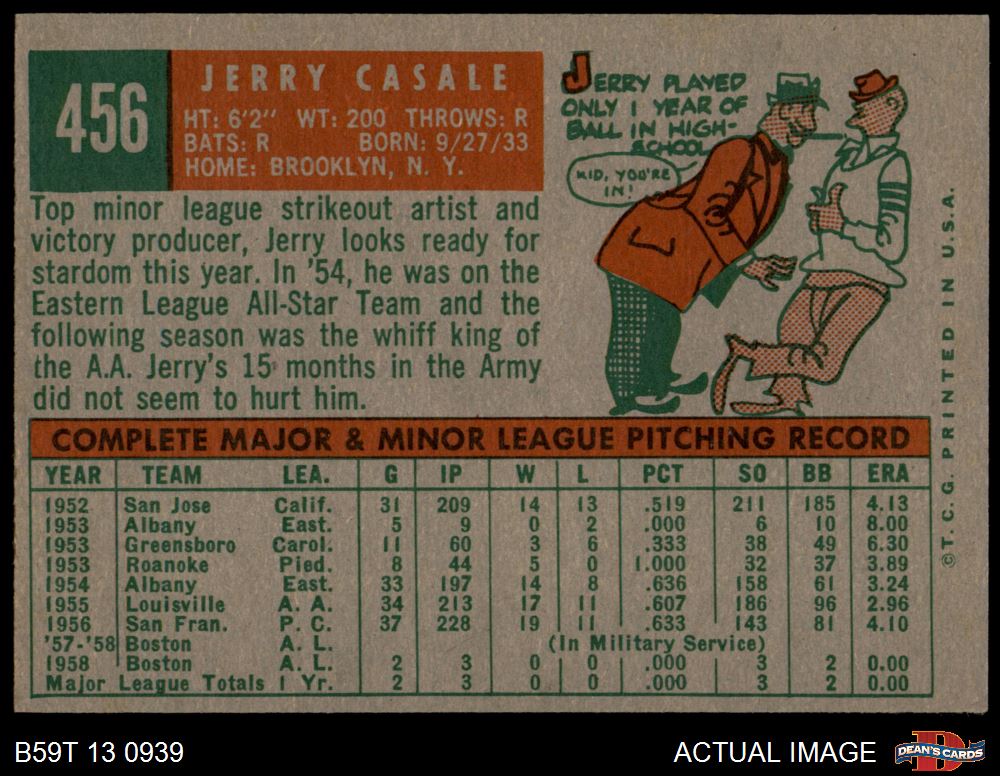 456
JERRY CASALE
HT: 6'2" WT: 200 THROWS: R
BATS: R BORN: 9/27/33
HOME: BROOKLYN, N. Y.
JERRY PLAYED
ONLY 1 YEAR OF
BALL IN HIGH-
SCHOOL
KID, YOU'RE
IN!
Top minor league strikeout artist and
victory producer, Jerry looks ready for
stardom this year. In '54, he was on the
Eastern League All-Star Team and the
following season was the whiff king of
the A.A. Jerry's 15 months in the Army
did not seem to hurt him.
COMPLETE MAJOR & MINOR LEAGUE PITCHING RECORD
YEAR TEAM LEA. G IP W L PCT SO BB ERA
1952 San Jose Calif. 31 209 14 13 .519 211 185 4.13
1953 Albany East. 5 9 0 2 .000 6 10 8.00
1953 Greensboro Carol. 11 60 3 6 .333 38 49 6.30
1953 Roanoke Pied. 8 44 5 0 1.000 32 37 3.89
1954 Albany East. 33 197 14 8 .636 158 61 3.24
1955 Louisville A. A. 34 213 17 11 .607 186 96 2.96
1956 San Fran. P. C. 37 228 19 11 .633 143 81 4.10
'57-'58 Boston A. L. (In Military Service)
1958 Boston A. L. 2 3 0 0 .000 3 2 0.00
Major League Totals 1 Yr. 2 3 0 0 .000 3 2 0.00
©T. C. G. PRINTED IN U.S.A.
B59T 13 0939
ACTUAL IMAGE
D
DEAN'S CARDS